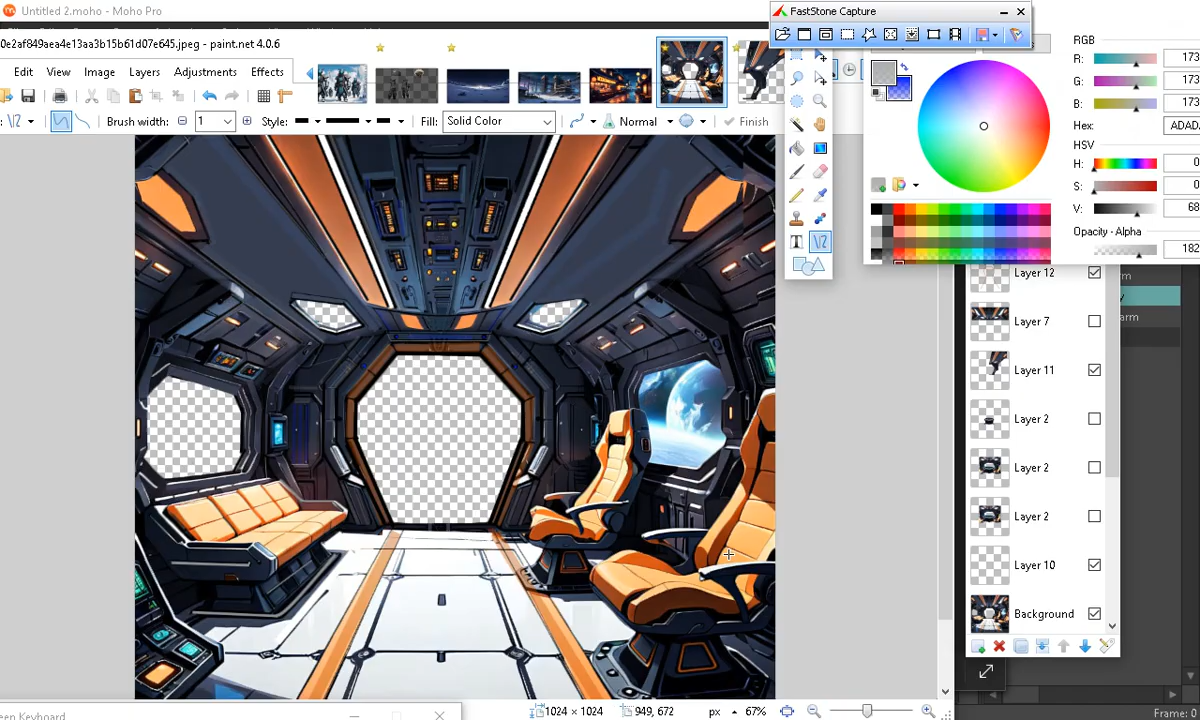 Untitled 2.moho - Moho Pro
0e2af849aea4e13aa3b15b61d07e645.jpeg - paint.net 4.0.6
FastStone Capture
Edit View Image Layers Adjustments Effects
Brush width: 1 Style: Fill: Solid Color Normal Finish
RGB
R: 173
G: 173
B: 173
Hex: ADAD
HSV
H: 0
S: 0
V: 68
Opacity - Alpha
182
Layer 12
Layer 7
Layer 11
Layer 2
Layer 2
Layer 2
Layer 10
Background
1024 × 1024 949, 672 px 67%
Frame: 0
een Keyboard